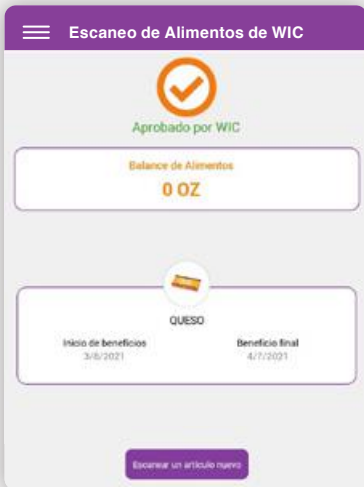 Escaneo de Alimentos de WIC
Aprobado por WIC
Balance de Alimentos
0 OZ
QUESO
Inicio de beneficios Beneficio final
3/8/2021 4/7/2021
Escanear un artículo nuevo